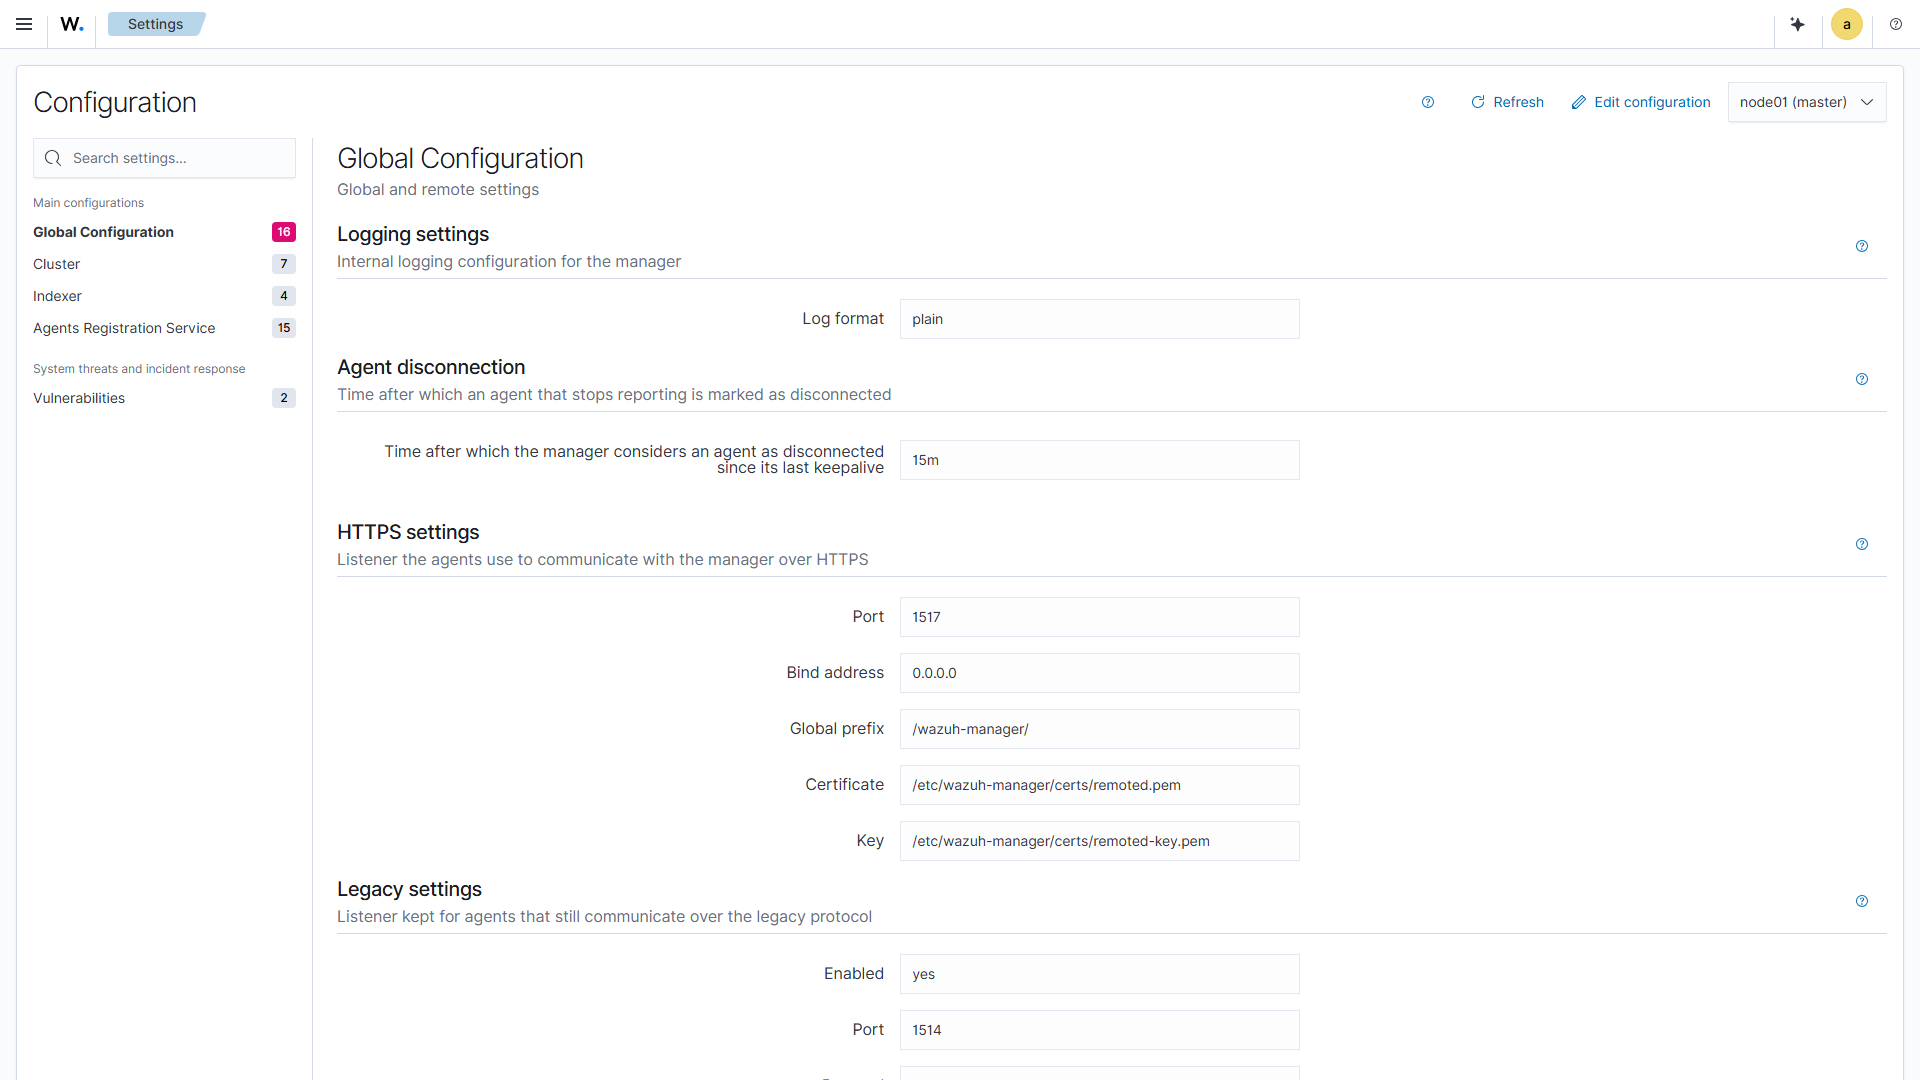 W.
Settings
a
Configuration
Refresh
Edit configuration
node01 (master)
Search settings...
Main configurations
Global Configuration
16
Cluster
7
Indexer
4
Agents Registration Service
15
System threats and incident response
Vulnerabilities
2
Global Configuration
Global and remote settings
Logging settings
Internal logging configuration for the manager
Log format
plain
Agent disconnection
Time after which an agent that stops reporting is marked as disconnected
Time after which the manager considers an agent as disconnected
since its last keepalive
15m
HTTPS settings
Listener the agents use to communicate with the manager over HTTPS
Port
1517
Bind address
0.0.0.0
Global prefix
/wazuh-manager/
Certificate
/etc/wazuh-manager/certs/remoted.pem
Key
/etc/wazuh-manager/certs/remoted-key.pem
Legacy settings
Listener kept for agents that still communicate over the legacy protocol
Enabled
yes
Port
1514